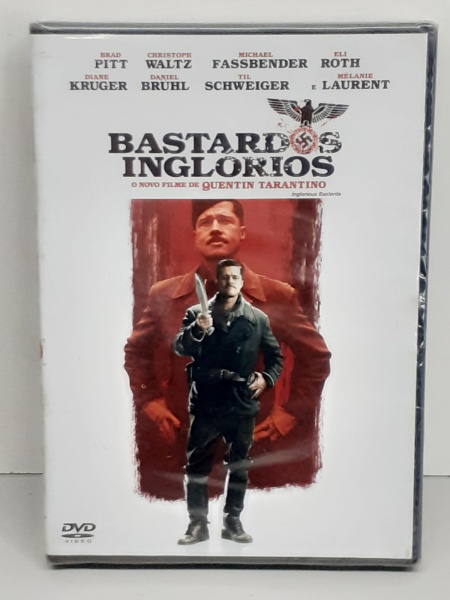 BRAD CHRISTOPH MICHAEL ELI
PITT WALTZ FASSBENDER ROTH
DIANE DANIEL TIL MÉLANIE
KRUGER BRUHL SCHWEIGER E LAURENT
BASTARDOS
INGLÓRIOS
O NOVO FILME DE QUENTIN TARANTINO
Inglourious Basterds
DVD
VIDEO